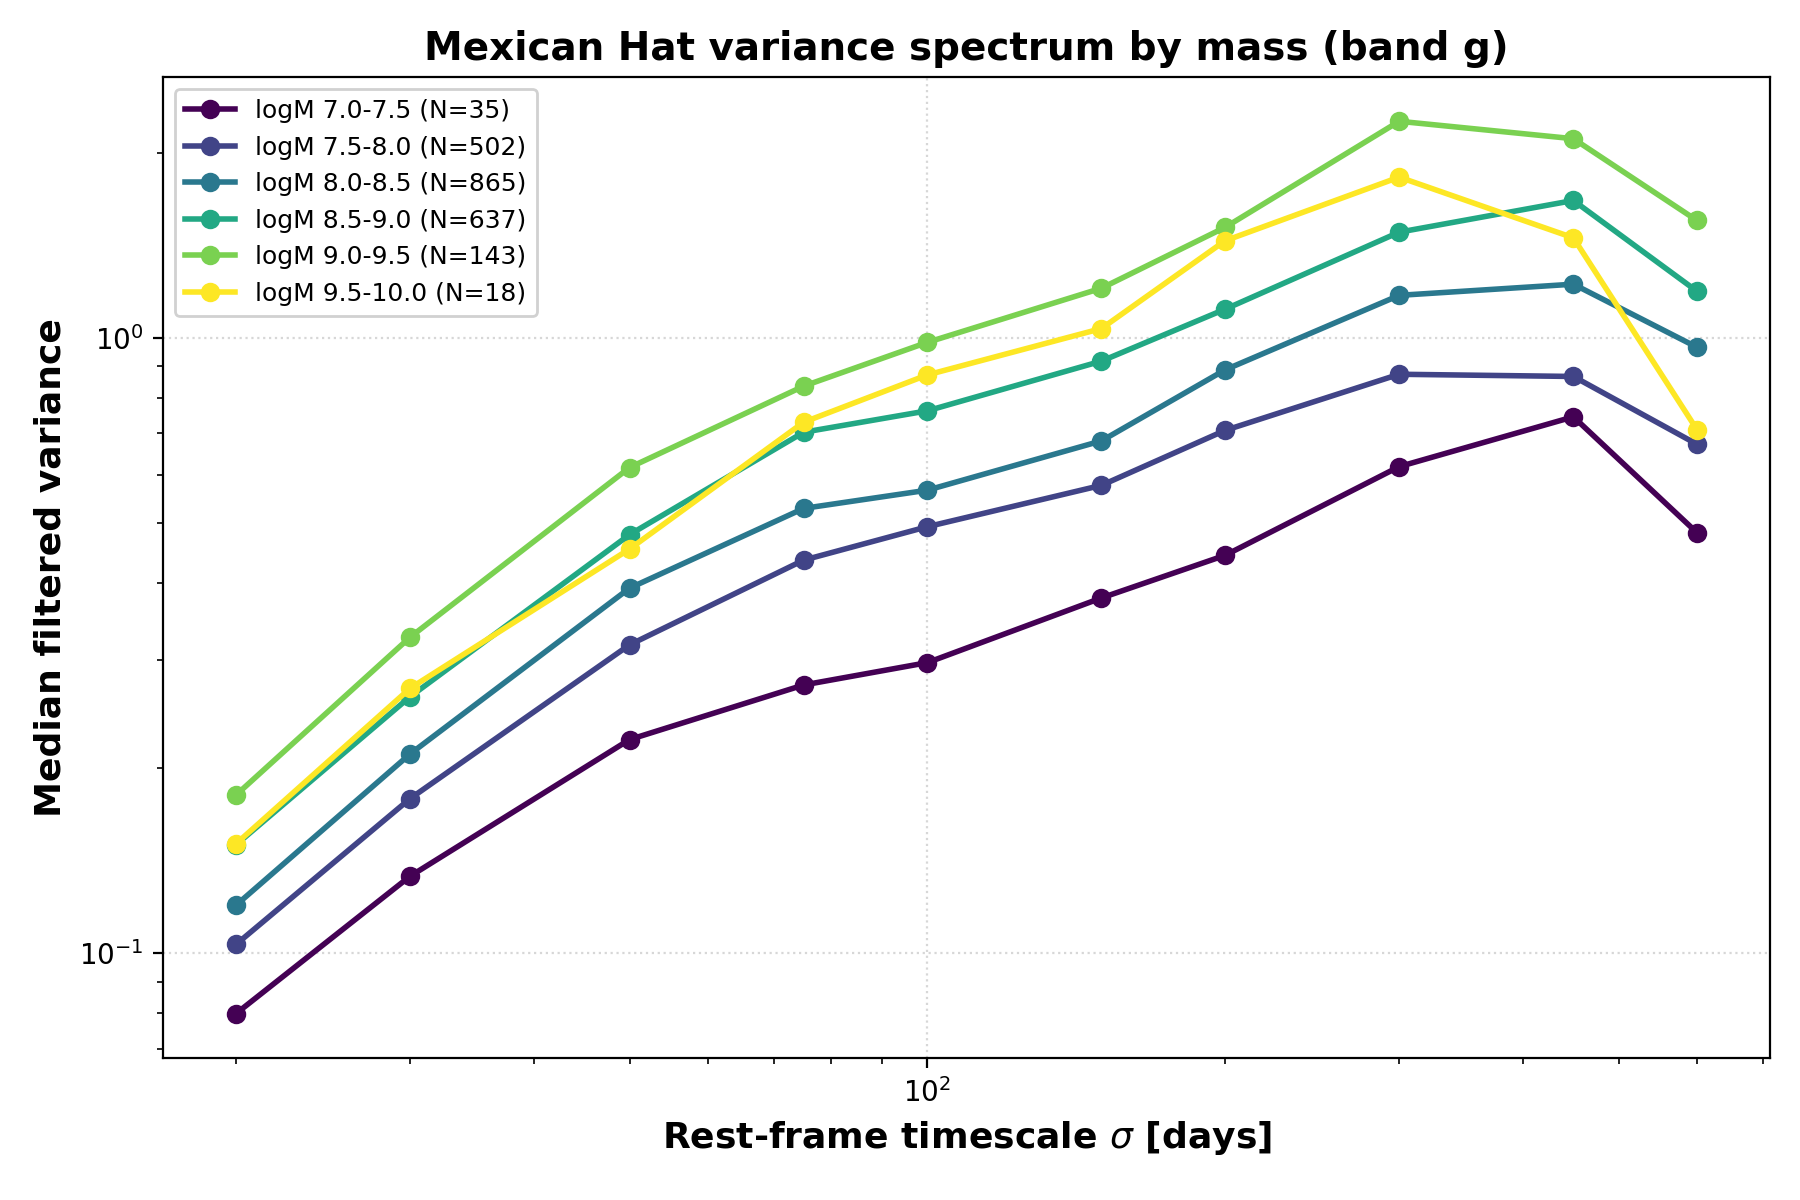 Mexican Hat variance spectrum by mass (band g)
logM 7.0-7.5 (N=35)
logM 7.5-8.0 (N=502)
logM 8.0-8.5 (N=865)
logM 8.5-9.0 (N=637)
logM 9.0-9.5 (N=143)
logM 9.5-10.0 (N=18)
Median filtered variance
10⁰
10⁻¹
10²
Rest-frame timescale σ [days]